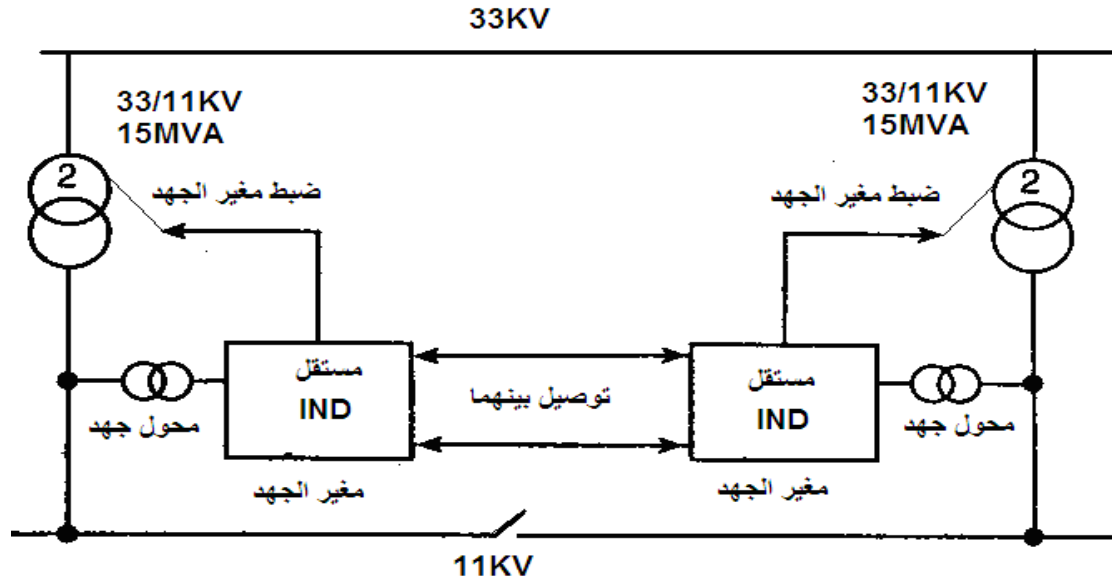 33KV
33/11KV
15MVA
33/11KV
15MVA
2
2
ضبط مغير الجهد
ضبط مغير الجهد
مستقل
IND
مستقل
IND
توصيل بينهما
محول جهد
محول جهد
مغير الجهد
مغير الجهد
11KV